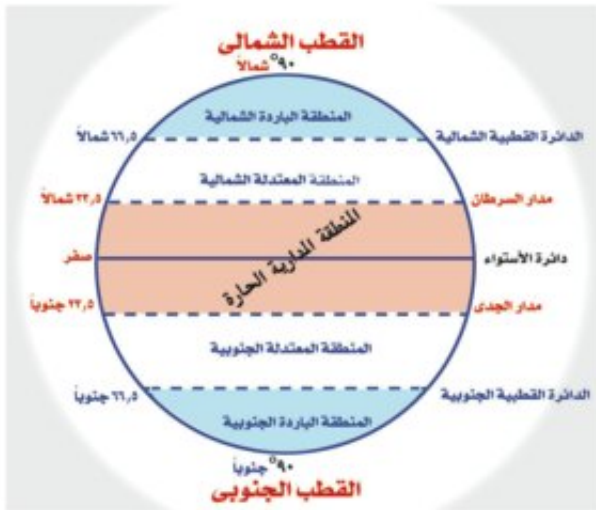 القطب الشمالى
٩٠° شمالاً
المنطقة الباردة الشمالية
الدائرة القطبية الشمالية
٦٦,٥ شمالاً
المنطقة المعتدلة الشمالية
مدار السرطان
٢٣,٥ شمالاً
المنطقة المدارية الحارة
دائرة الأستواء
صفر
مدار الجدى
٢٣,٥ جنوباً
المنطقة المعتدلة الجنوبية
الدائرة القطبية الجنوبية
٦٦,٥ جنوباً
المنطقة الباردة الجنوبية
٩٠° جنوباً
القطب الجنوبى